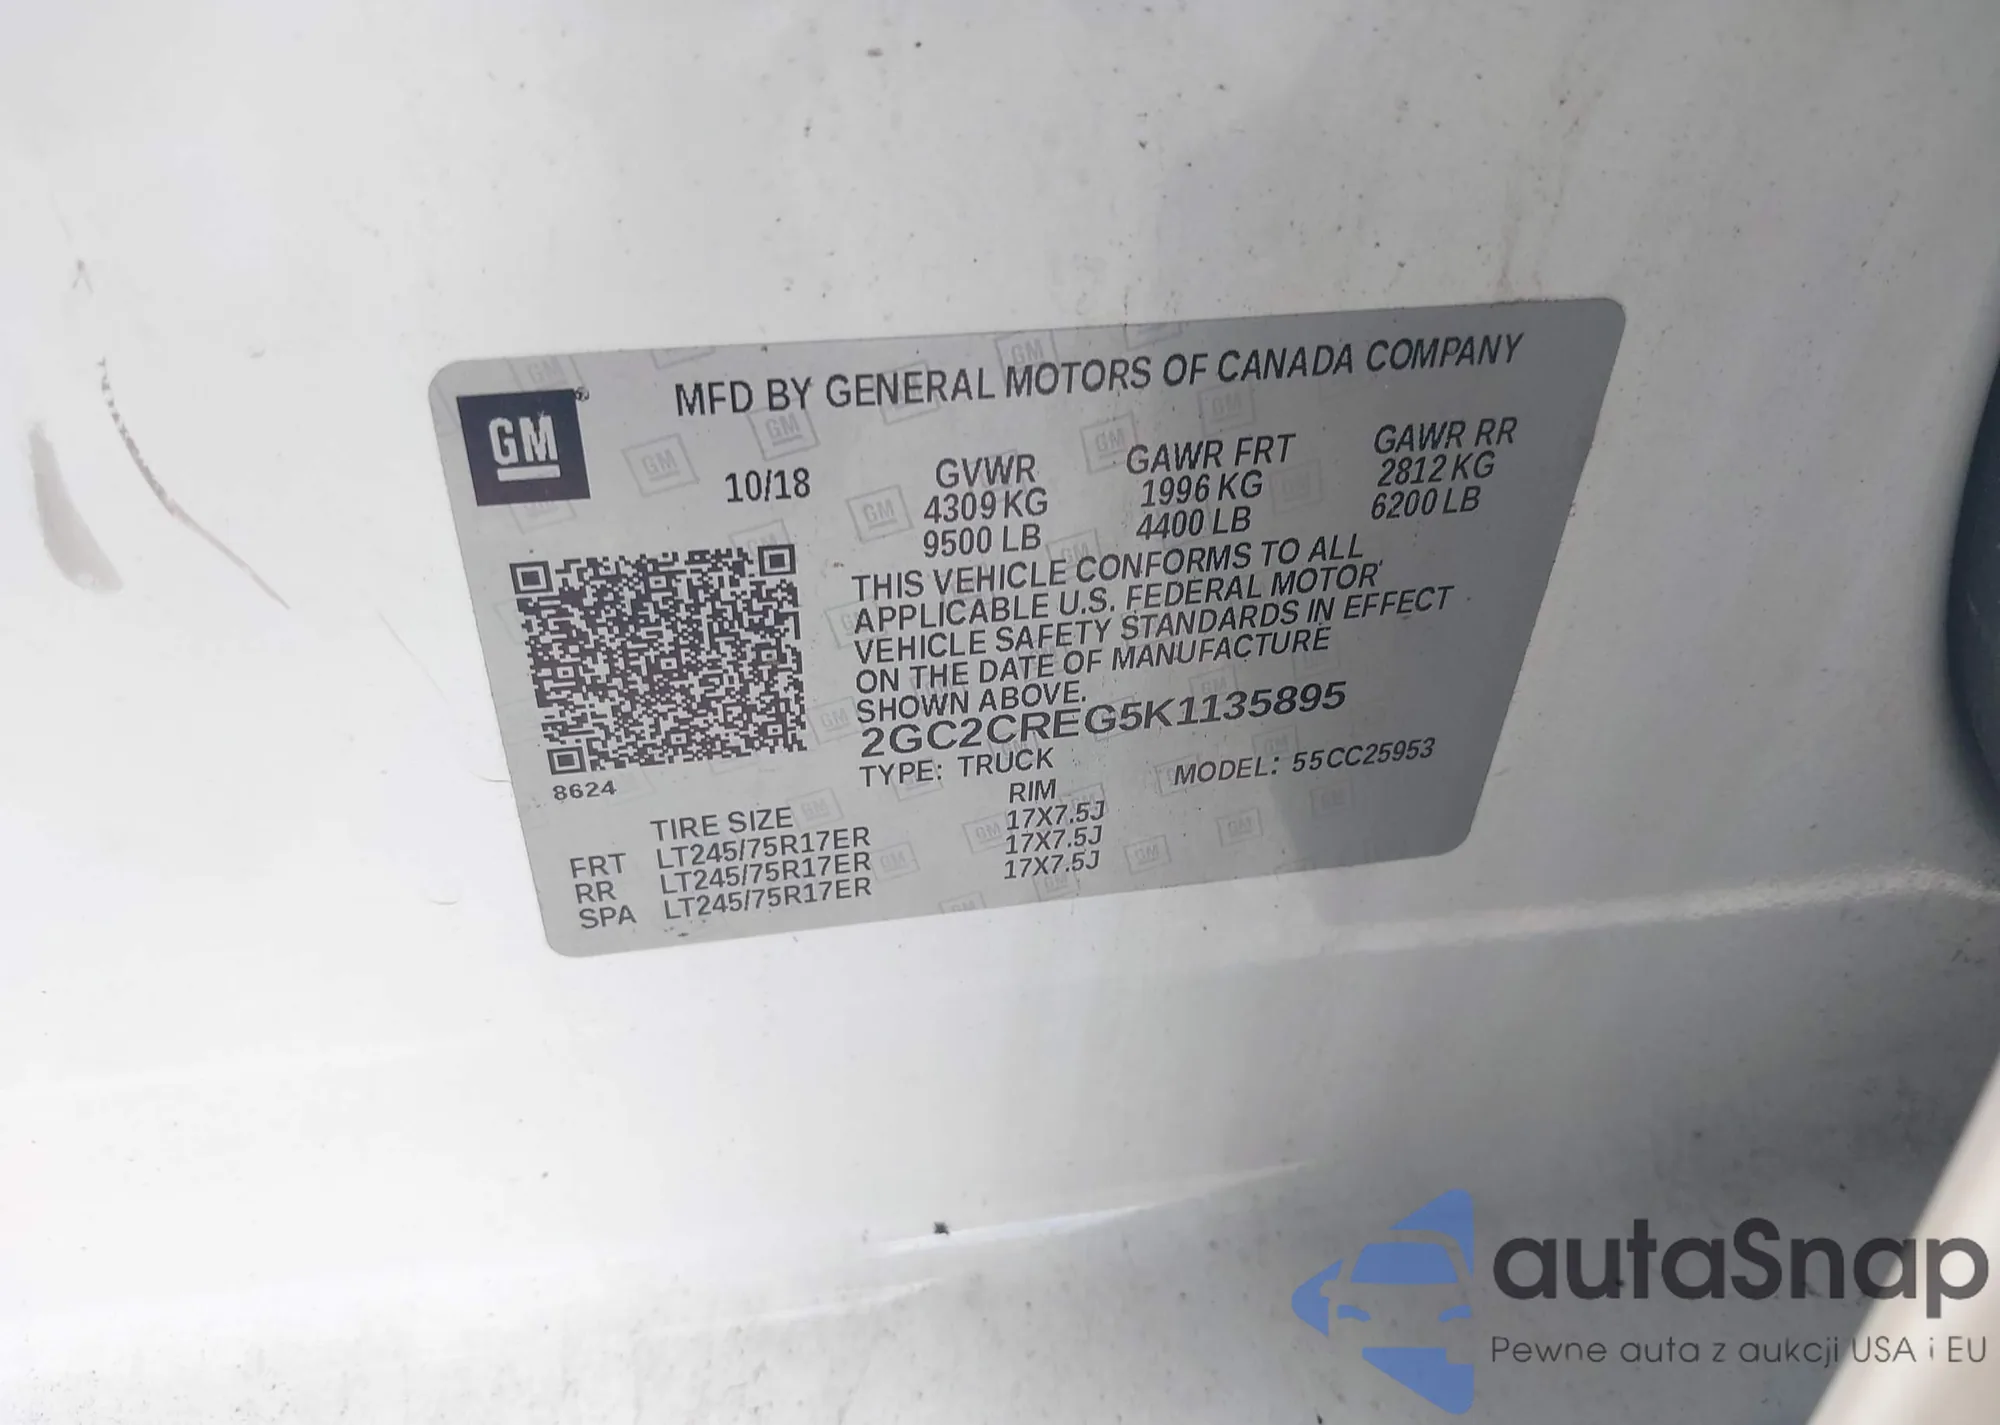 GM
MFD BY GENERAL MOTORS OF CANADA COMPANY
10/18
GVWR GAWR FRT GAWR RR
4309 KG 1996 KG 2812 KG
9500 LB 4400 LB 6200 LB
THIS VEHICLE CONFORMS TO ALL
APPLICABLE U.S. FEDERAL MOTOR
VEHICLE SAFETY STANDARDS IN EFFECT
ON THE DATE OF MANUFACTURE
SHOWN ABOVE.
2GC2CREG5K1135895
TYPE: TRUCK MODEL: 55CC25953
8624
TIRE SIZE RIM
FRT LT245/75R17ER 17X7.5J
RR LT245/75R17ER 17X7.5J
SPA LT245/75R17ER 17X7.5J
autaSnap
Pewne auta z aukcji USA i EU